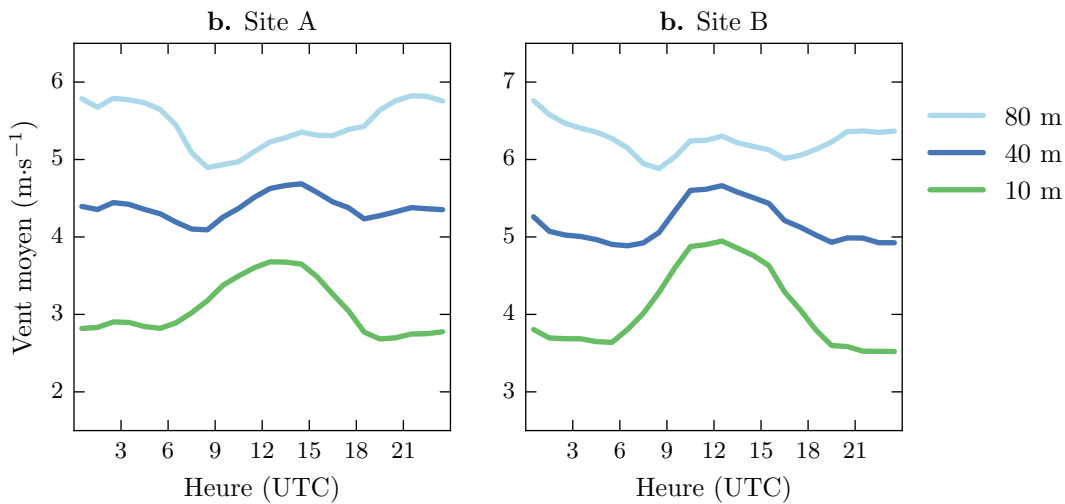 b. Site A
b. Site B
Vent moyen (m·s⁻¹)
6
5
4
3
2
3 6 9 12 15 18 21
Heure (UTC)
7
6
5
4
3
3 6 9 12 15 18 21
Heure (UTC)
80 m
40 m
10 m